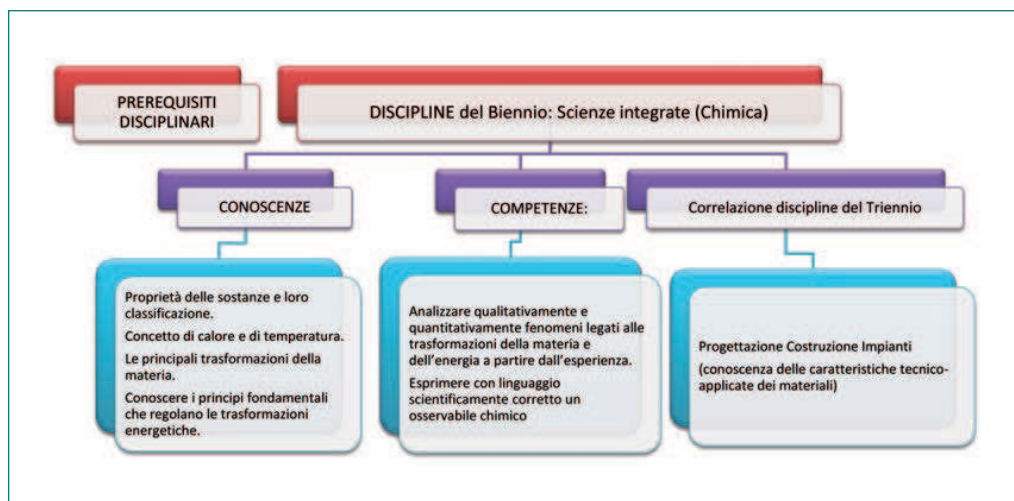 PREREQUISITI
DISCIPLINARI
DISCIPLINE del Biennio: Scienze integrate (Chimica)
CONOSCENZE
COMPETENZE:
Correlazione discipline del Triennio
Proprietà delle sostanze e loro
classificazione.
Concetto di calore e di temperatura.
Le principali trasformazioni della
materia.
Conoscere i principi fondamentali
che regolano le trasformazioni
energetiche.
Analizzare qualitativamente e
quantitativamente fenomeni legati alle
trasformazioni della materia e
dell'energia a partire dall'esperienza.
Esprimere con linguaggio
scientificamente corretto un
osservabile chimico
Progettazione Costruzione Impianti
(conoscenza delle caratteristiche tecnico-
applicate dei materiali)